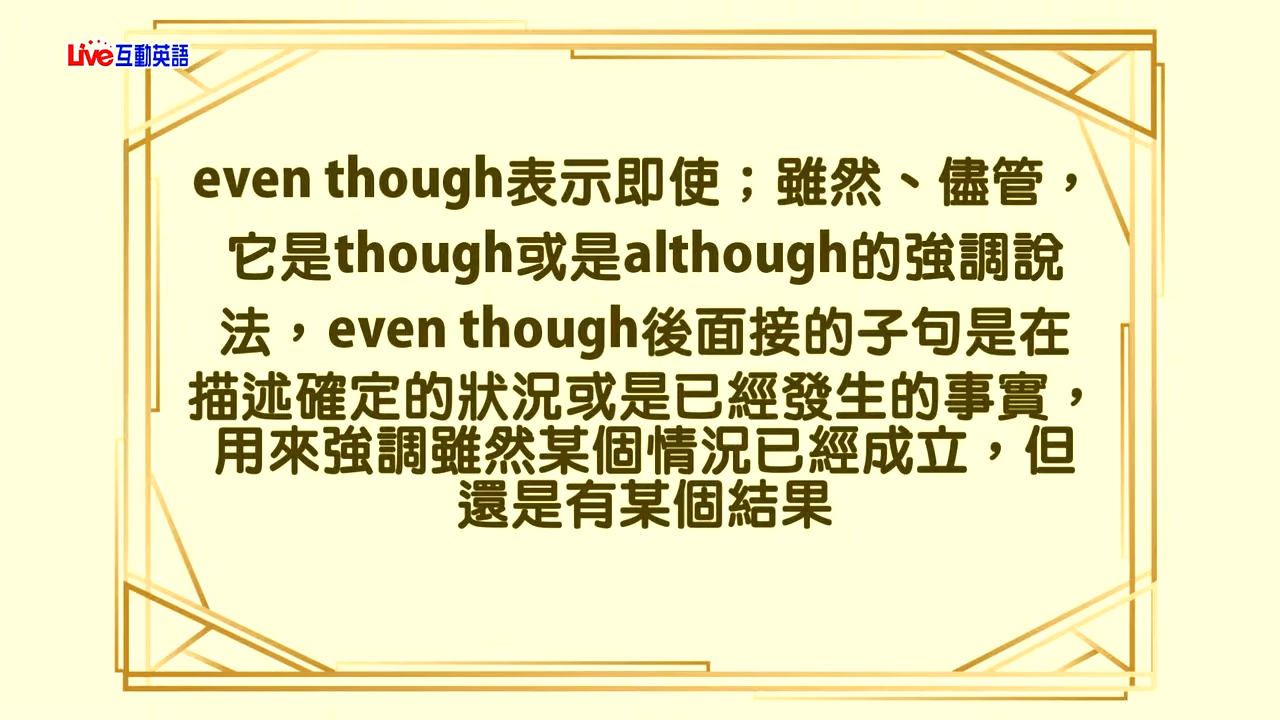 Live互動英語
even though表示即使；雖然、儘管，
它是though或是although的強調說
法，even though後面接的子句是在
描述確定的狀況或是已經發生的事實，
用來強調雖然某個情況已經成立，但
還是有某個結果